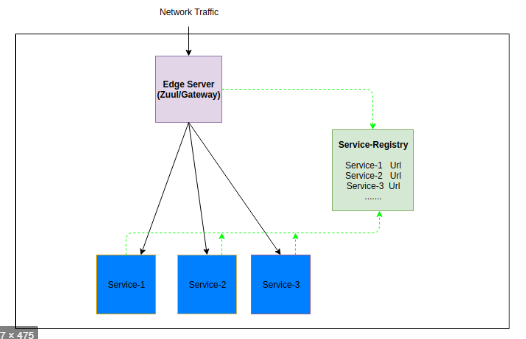 Network Traffic
Edge Server
(Zuul/Gateway)
Service-Registry
Service-1 Url
Service-2 Url
Service-3 Url
.......
Service-1
Service-2
Service-3
7 × 475